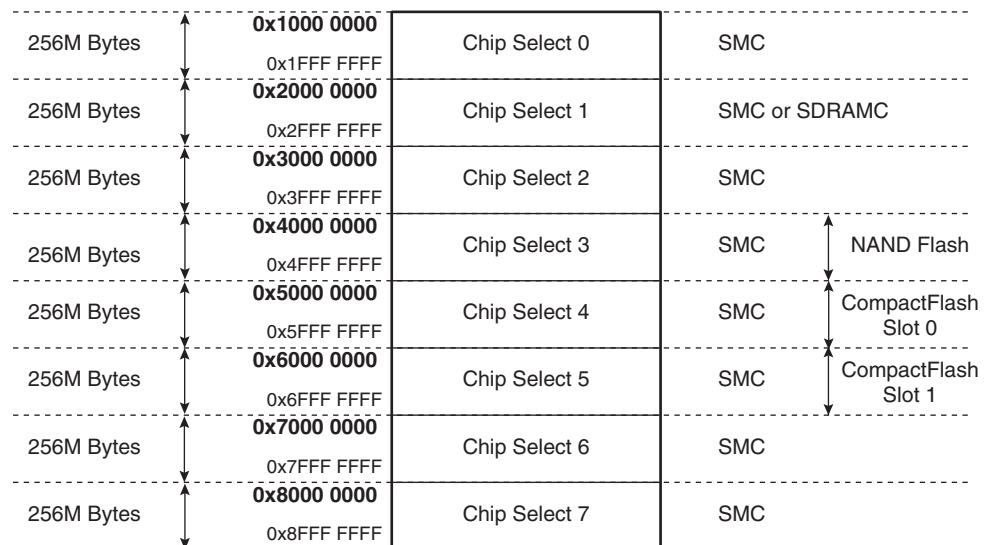 0x1000 0000
256M Bytes Chip Select 0 SMC
0x1FFF FFFF
0x2000 0000
256M Bytes Chip Select 1 SMC or SDRAMC
0x2FFF FFFF
0x3000 0000
256M Bytes Chip Select 2 SMC
0x3FFF FFFF
0x4000 0000
256M Bytes Chip Select 3 SMC NAND Flash
0x4FFF FFFF
0x5000 0000
256M Bytes Chip Select 4 SMC CompactFlash
Slot 0
0x5FFF FFFF
0x6000 0000
256M Bytes Chip Select 5 SMC CompactFlash
Slot 1
0x6FFF FFFF
0x7000 0000
256M Bytes Chip Select 6 SMC
0x7FFF FFFF
0x8000 0000
256M Bytes Chip Select 7 SMC
0x8FFF FFFF